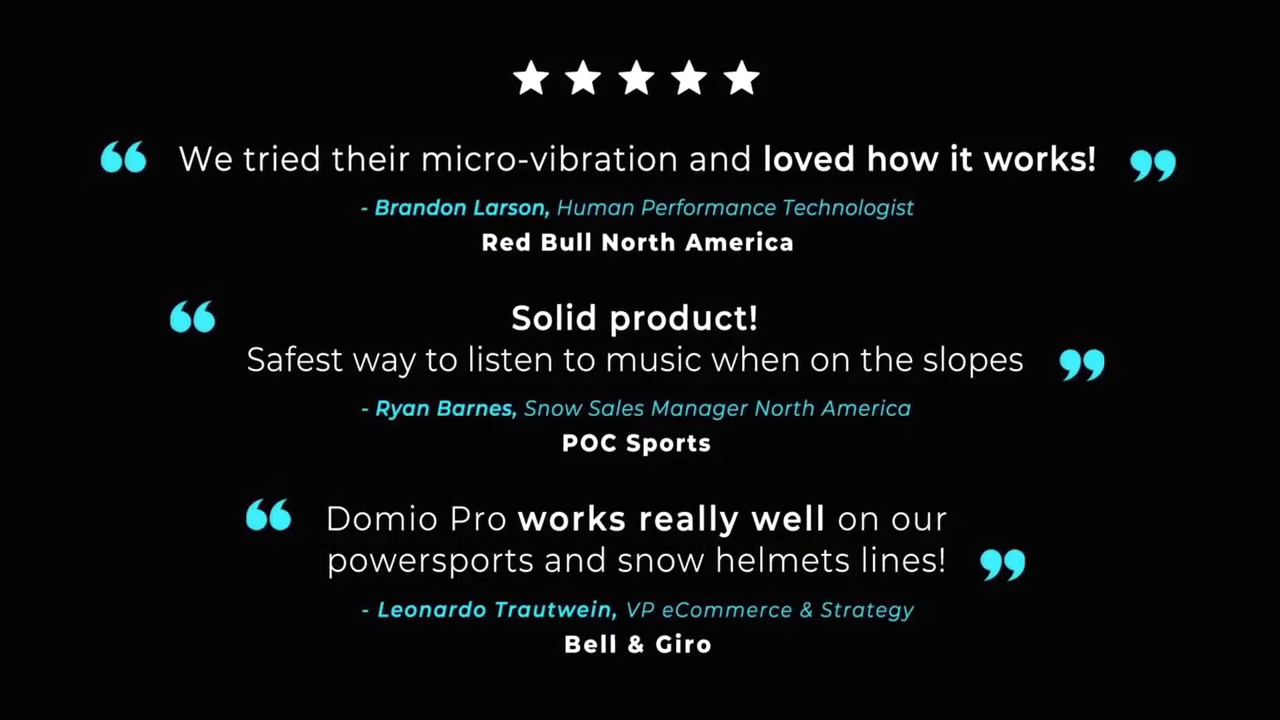 “ We tried their micro-vibration and loved how it works! ”
- Brandon Larson, Human Performance Technologist
Red Bull North America
“ Solid product!
Safest way to listen to music when on the slopes ”
- Ryan Barnes, Snow Sales Manager North America
POC Sports
“ Domio Pro works really well on our
powersports and snow helmets lines! ”
- Leonardo Trautwein, VP eCommerce & Strategy
Bell & Giro